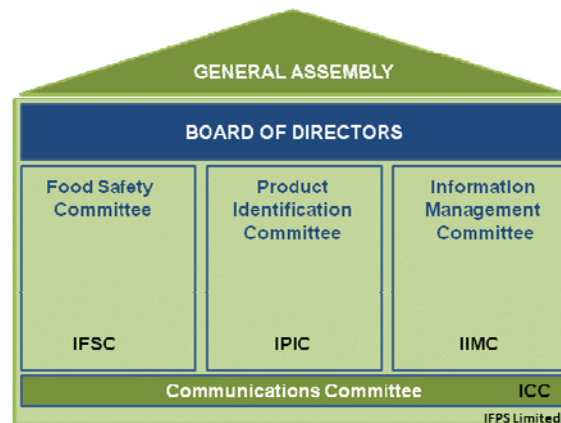 GENERAL ASSEMBLY
BOARD OF DIRECTORS
Food Safety
Committee
IFSC
Product
Identification
Committee
IPIC
Information
Management
Committee
IIMC
Communications Committee ICC
IFPS Limited